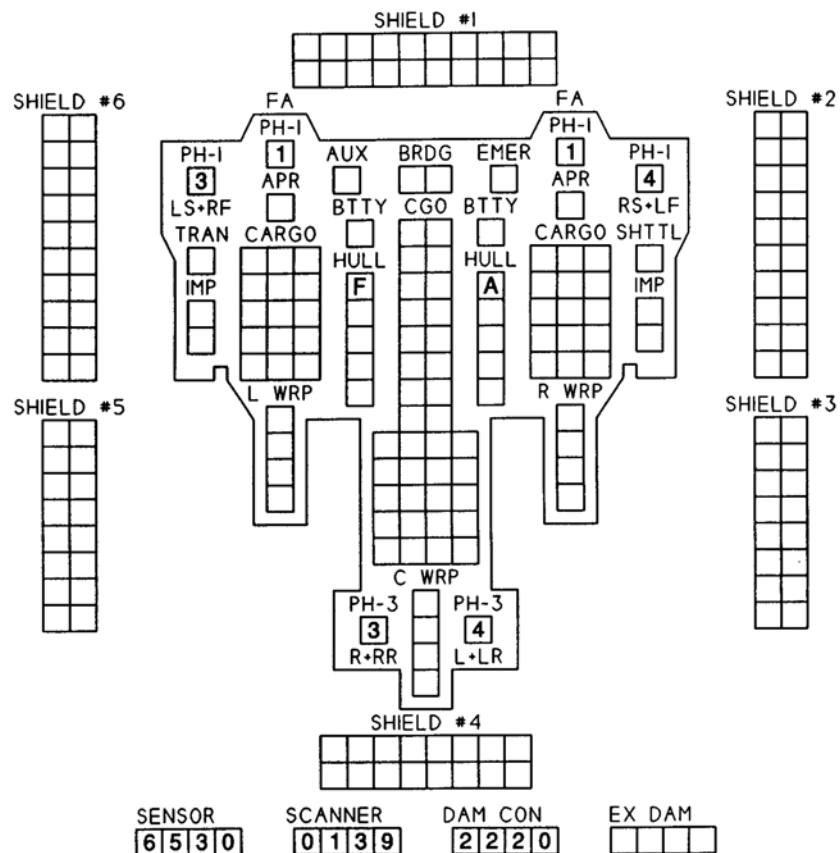 SHIELD #1
SHIELD #6
SHIELD #2
FA
FA
PH-1
PH-1
PH-1
AUX
BRDG
EMER
PH-1
1
1
3
4
APR
APR
LS+RF
BTTY
CGO
BTTY
RS+LF
TRAN
CARGO
CARGO
SHTTL
HULL
HULL
IMP
F
A
IMP
L WRP
R WRP
SHIELD #5
SHIELD #3
C WRP
PH-3
PH-3
3
4
R+RR
L+LR
SHIELD #4
SENSOR
SCANNER
DAM CON
EX DAM
6 5 3 0
0 1 3 9
2 2 2 0